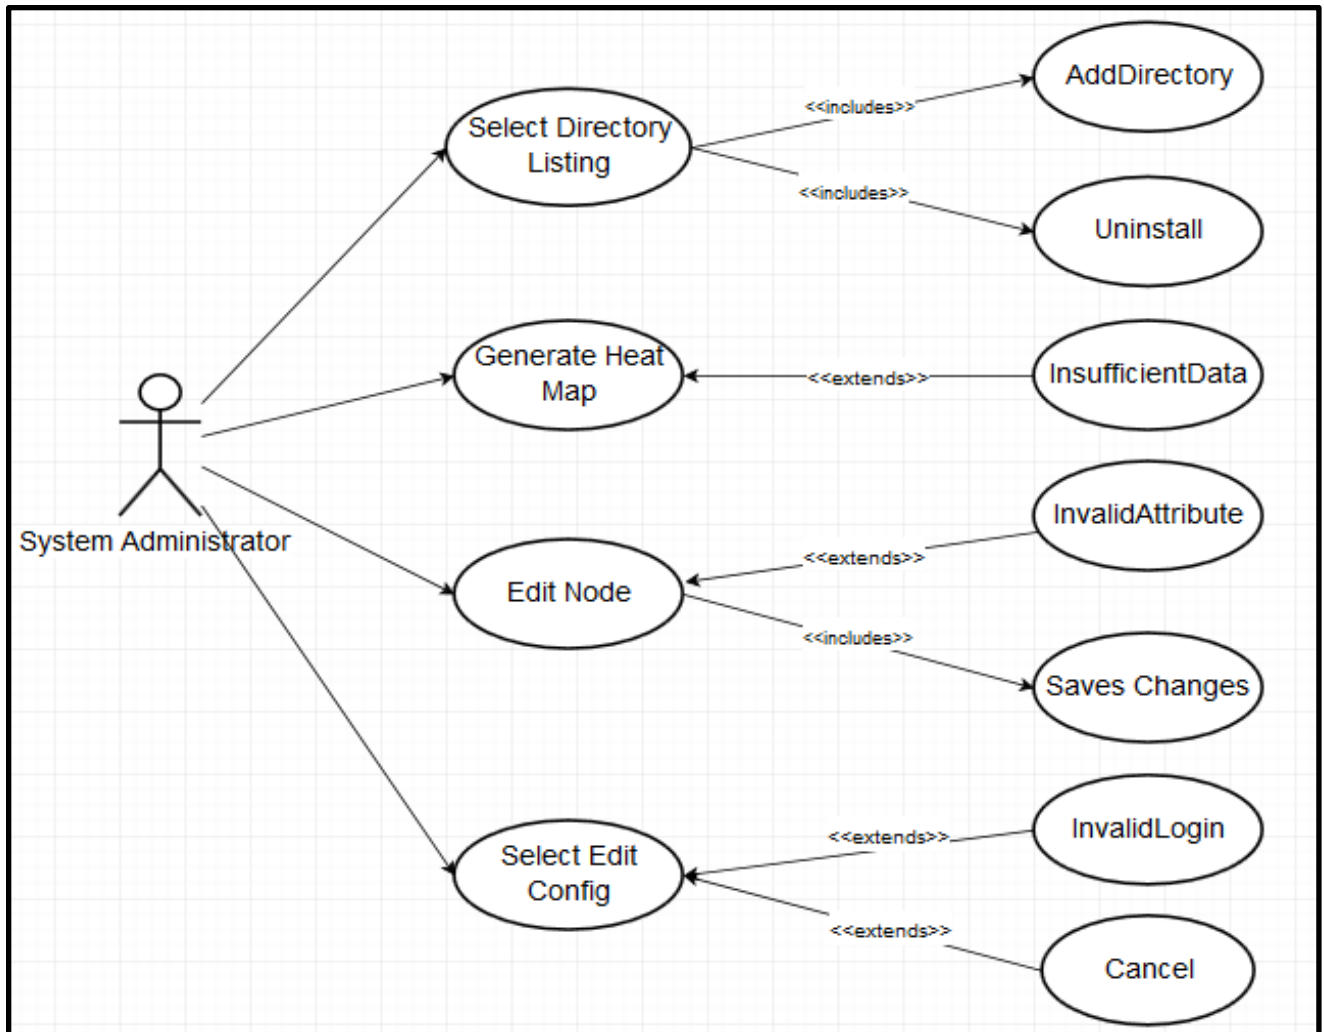 AddDirectory
<<includes>>
Select Directory
Listing
<<includes>>
Uninstall
Generate Heat
Map
<<extends>>
InsufficientData
System Administrator
InvalidAttribute
<<extends>>
Edit Node
<<includes>>
Saves Changes
InvalidLogin
<<extends>>
Select Edit
Config
<<extends>>
Cancel